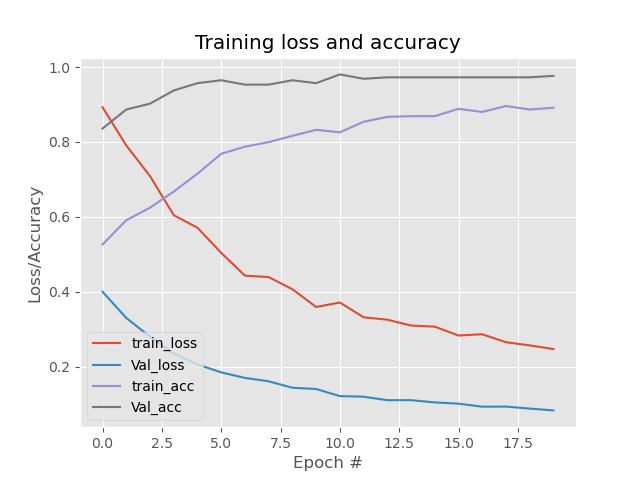 Training loss and accuracy
1.0
0.8
0.6
0.4
0.2
Loss/Accuracy
train_loss
Val_loss
train_acc
Val_acc
0.0 2.5 5.0 7.5 10.0 12.5 15.0 17.5
Epoch #